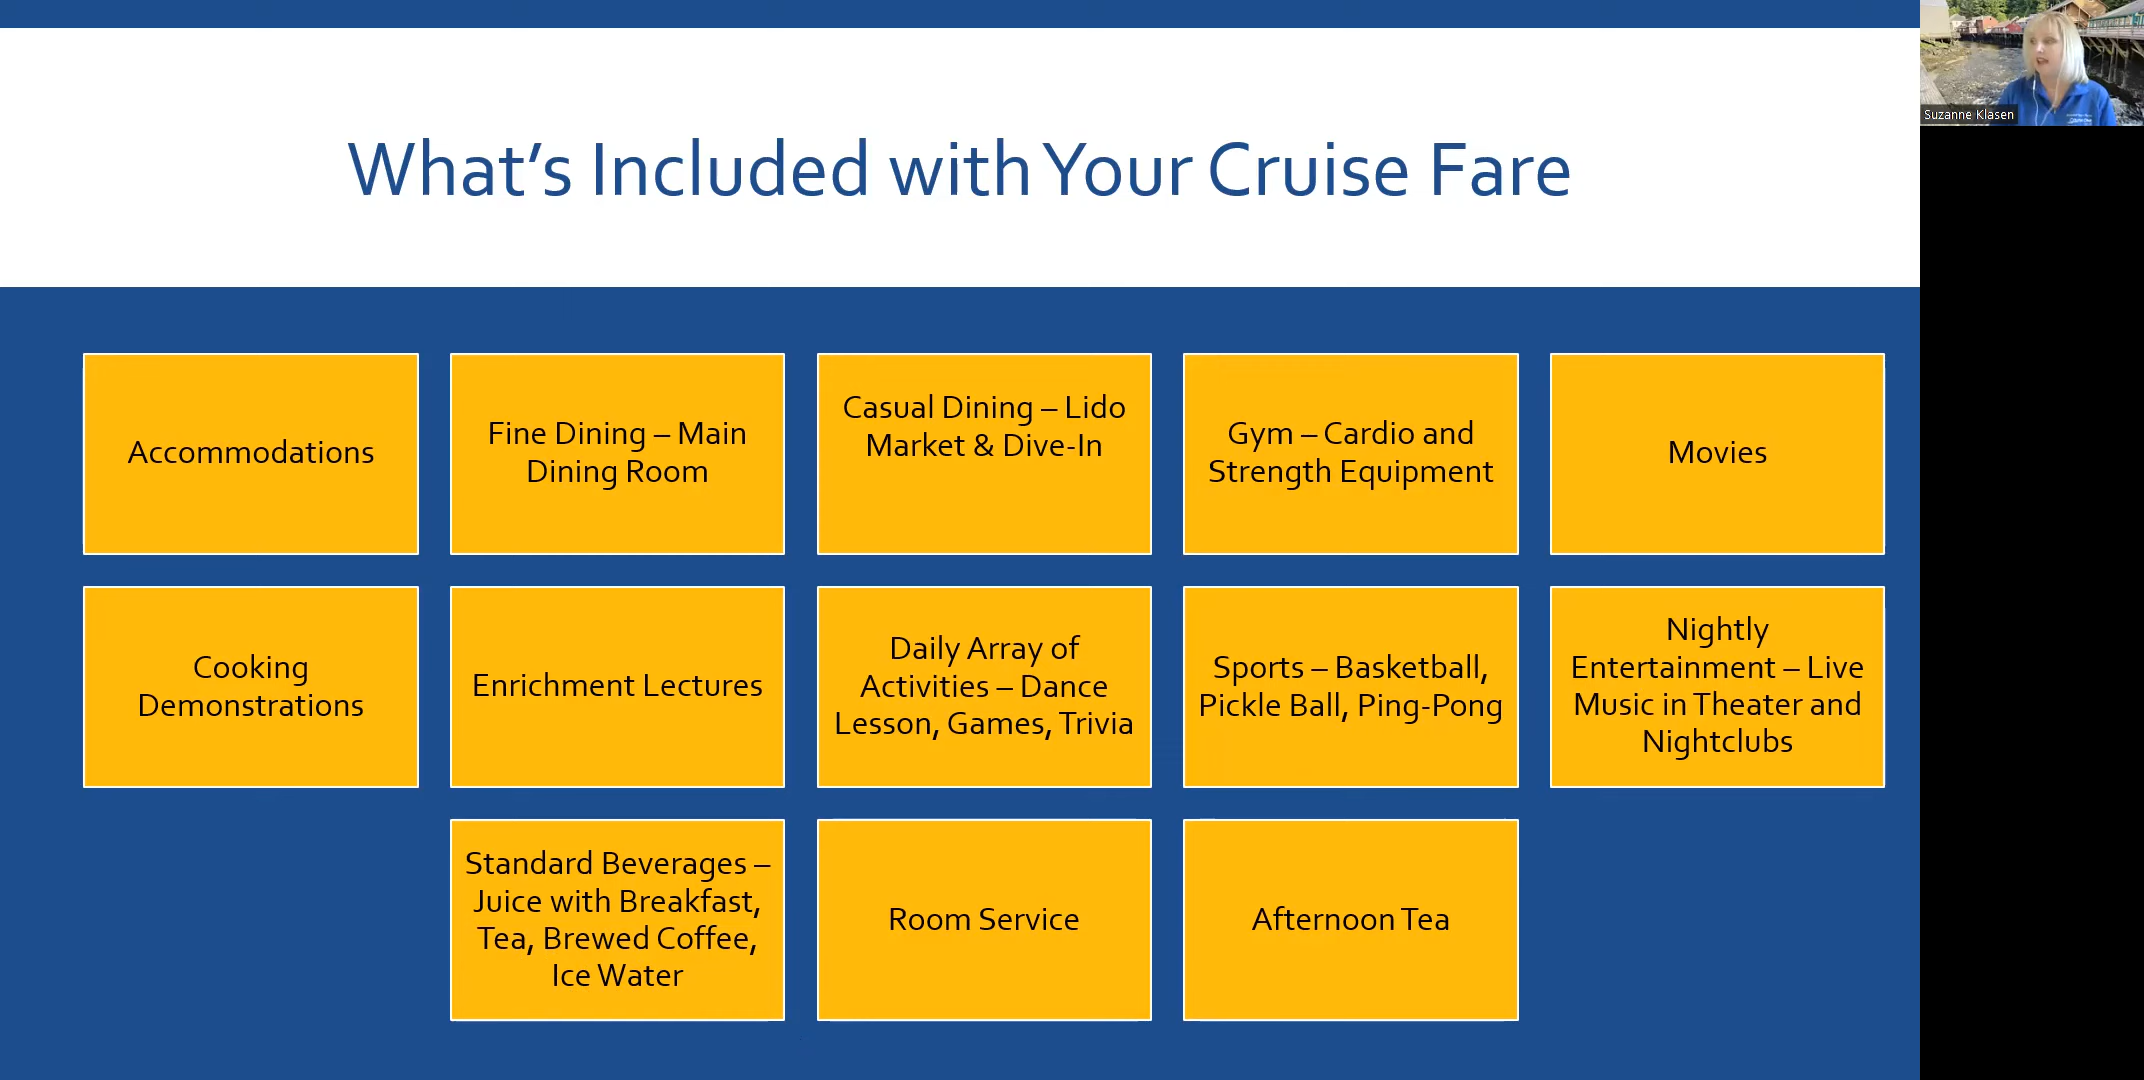 What's Included with Your Cruise Fare
Suzanne Klasen
Accommodations
Fine Dining – Main
Dining Room
Casual Dining – Lido
Market & Dive-In
Gym – Cardio and
Strength Equipment
Movies
Cooking
Demonstrations
Enrichment Lectures
Daily Array of
Activities – Dance
Lesson, Games, Trivia
Sports – Basketball,
Pickle Ball, Ping-Pong
Nightly
Entertainment – Live
Music in Theater and
Nightclubs
Standard Beverages –
Juice with Breakfast,
Tea, Brewed Coffee,
Ice Water
Room Service
Afternoon Tea